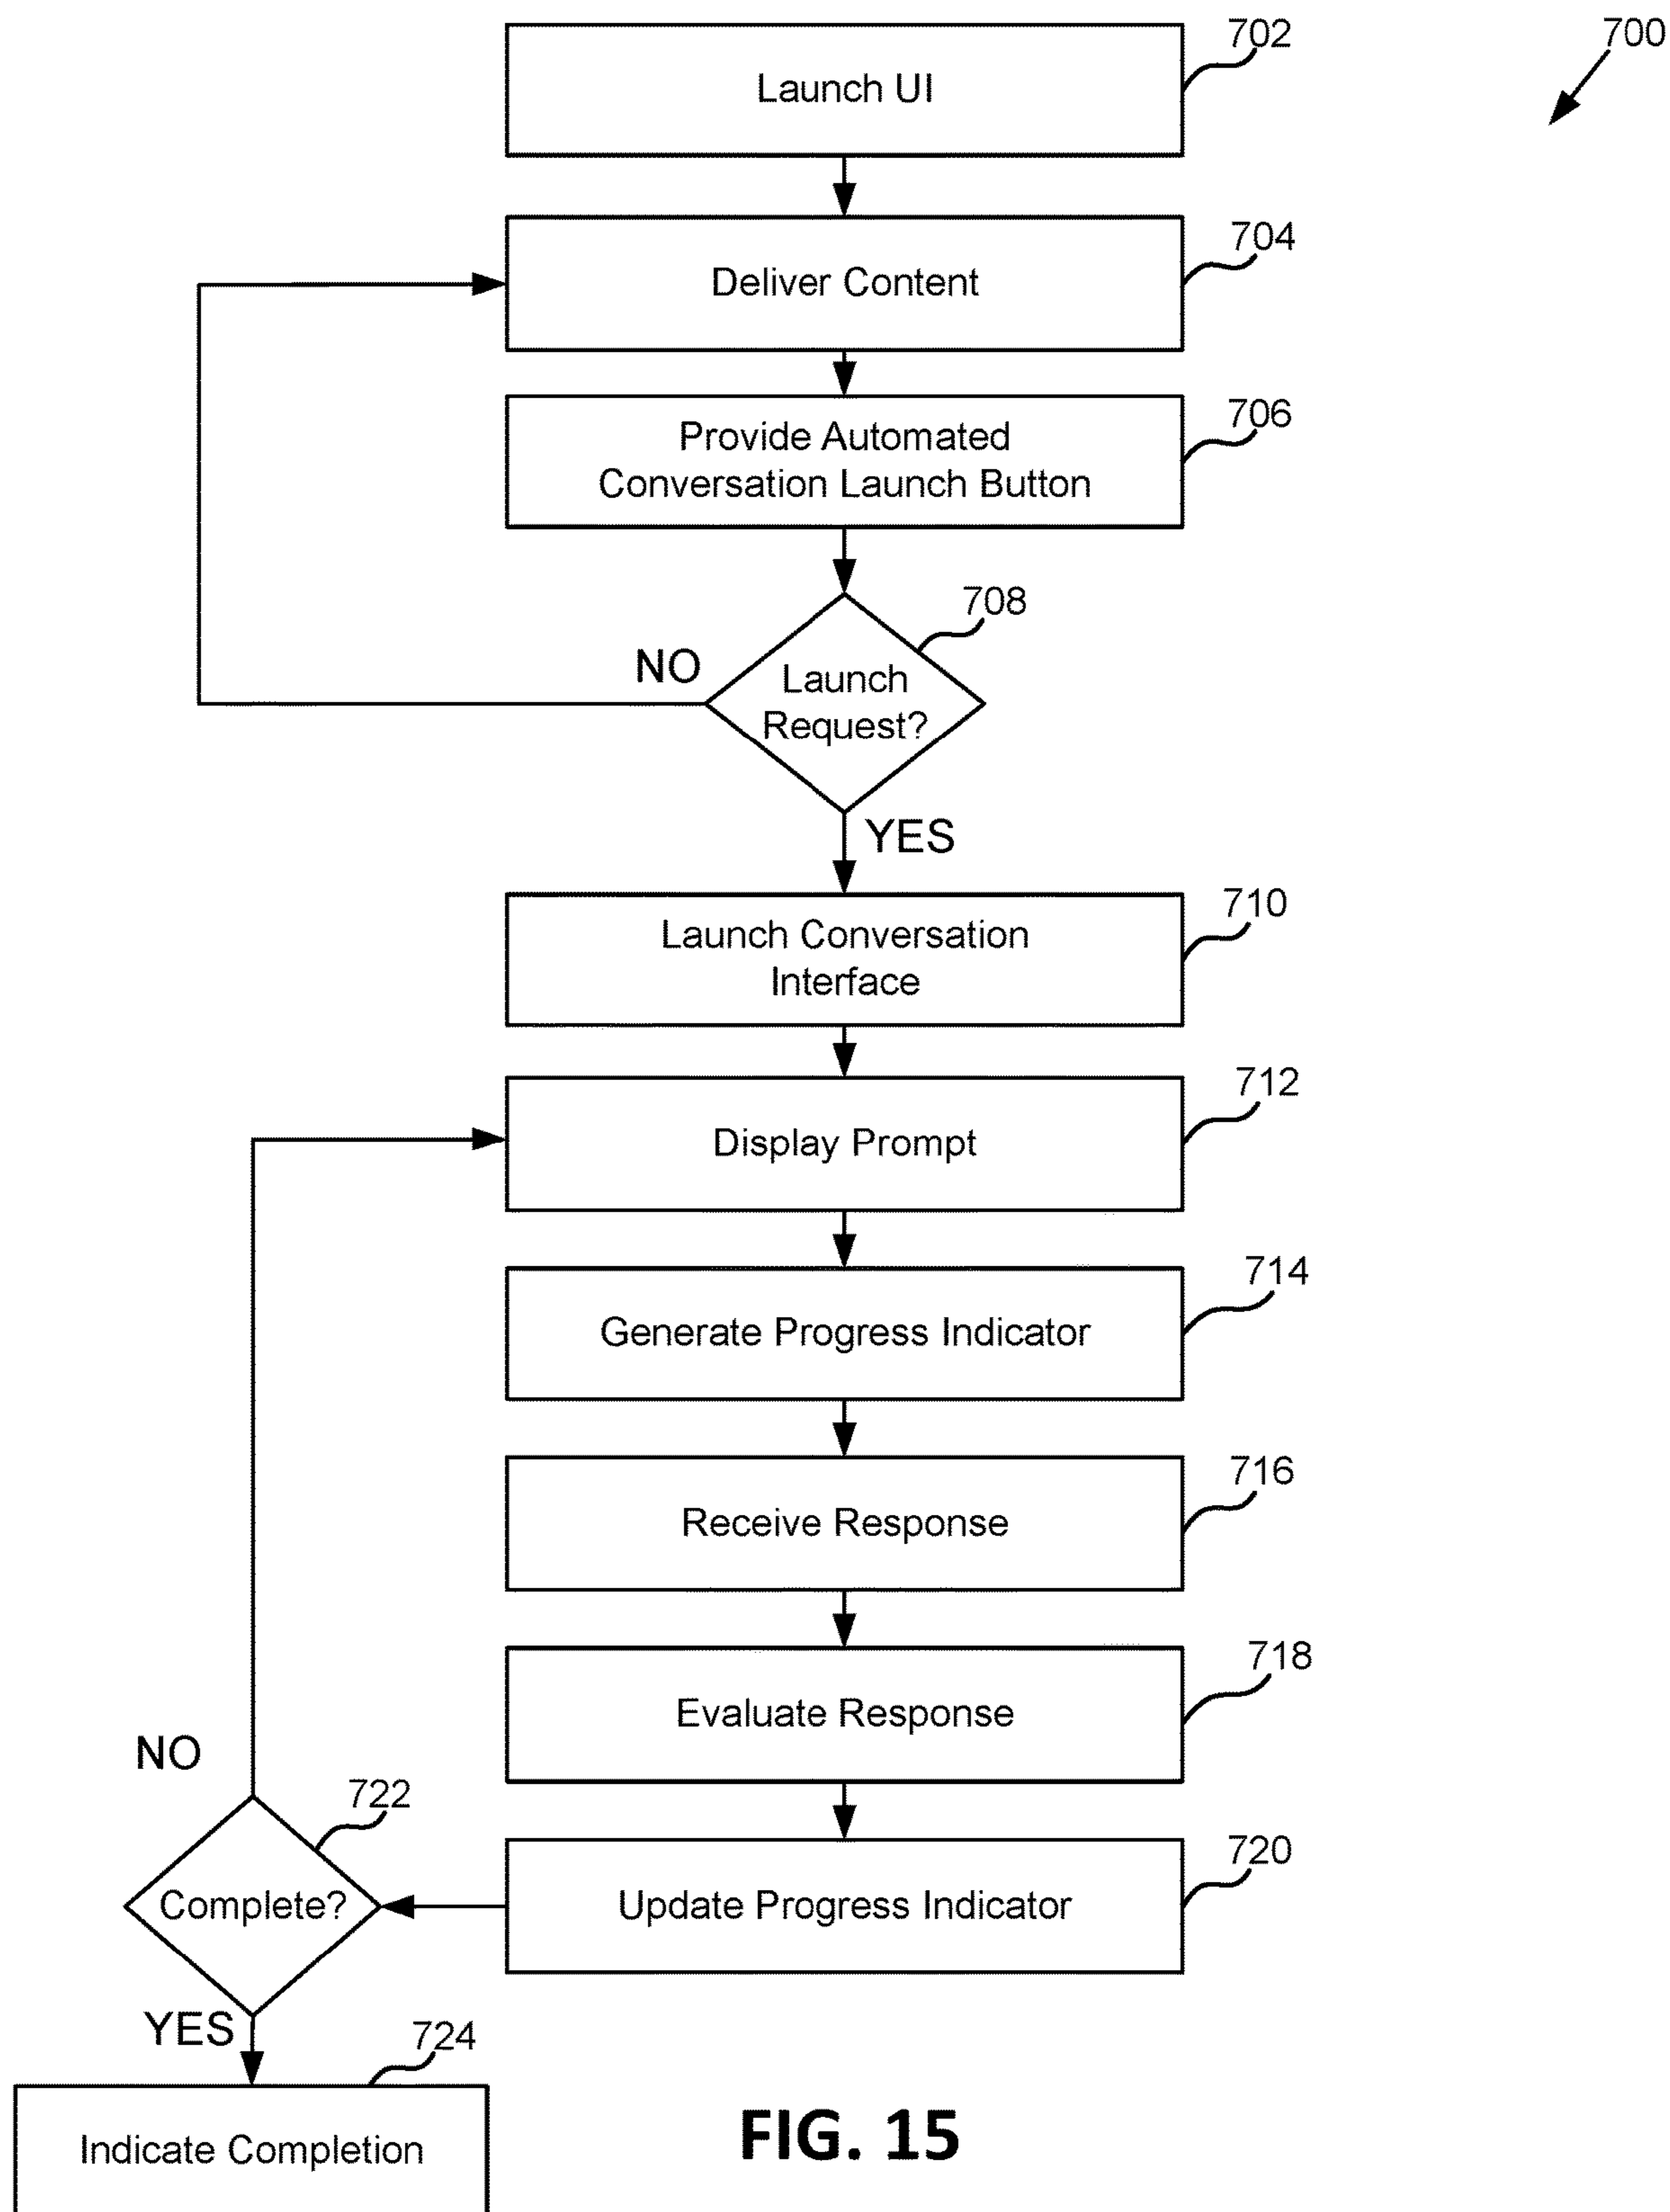 702
700
Launch UI
704
Deliver Content
706
Provide Automated
Conversation Launch Button
708
NO
Launch
Request?
YES
710
Launch Conversation
Interface
712
Display Prompt
714
Generate Progress Indicator
716
Receive Response
718
Evaluate Response
NO
722
720
Complete?
Update Progress Indicator
YES
724
Indicate Completion
FIG. 15